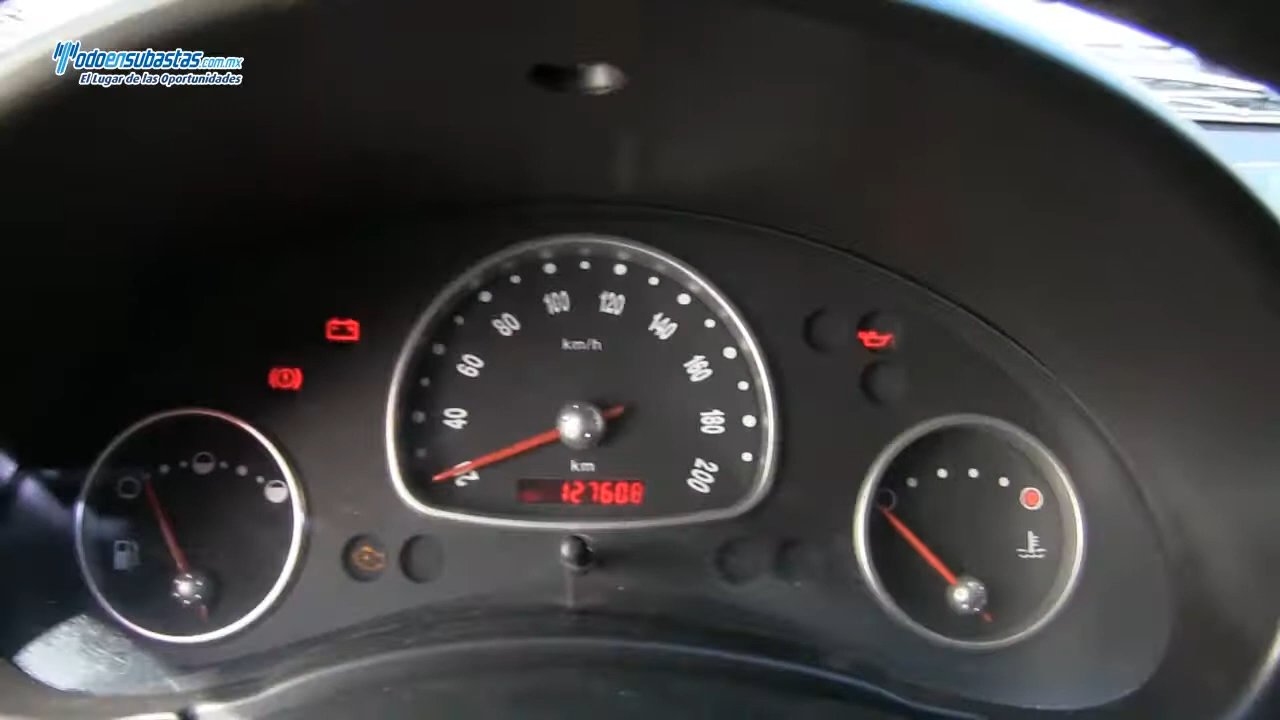 Todoensubastas.com.mx
El Lugar de las Oportunidades
100 120
80 140
km/h
60 160
40 180
20 200
km
127608